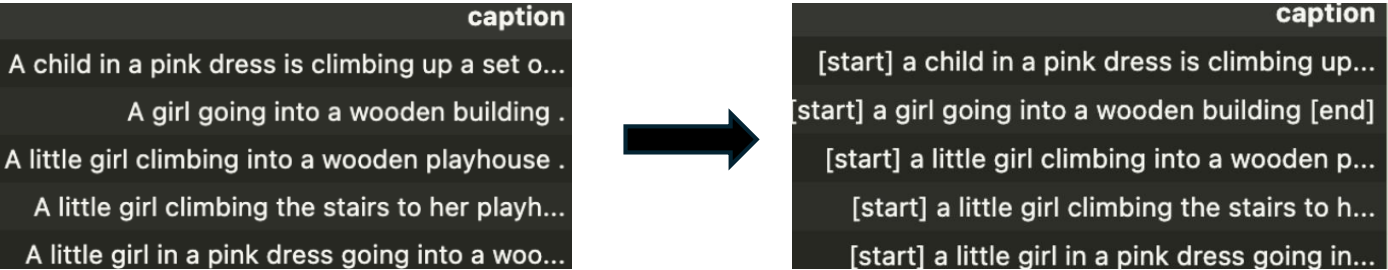 caption
A child in a pink dress is climbing up a set o...
A girl going into a wooden building .
A little girl climbing into a wooden playhouse .
A little girl climbing the stairs to her playh...
A little girl in a pink dress going into a woo...
caption
[start] a child in a pink dress is climbing up...
[start] a girl going into a wooden building [end]
[start] a little girl climbing into a wooden p...
[start] a little girl climbing the stairs to h...
[start] a little girl in a pink dress going in...